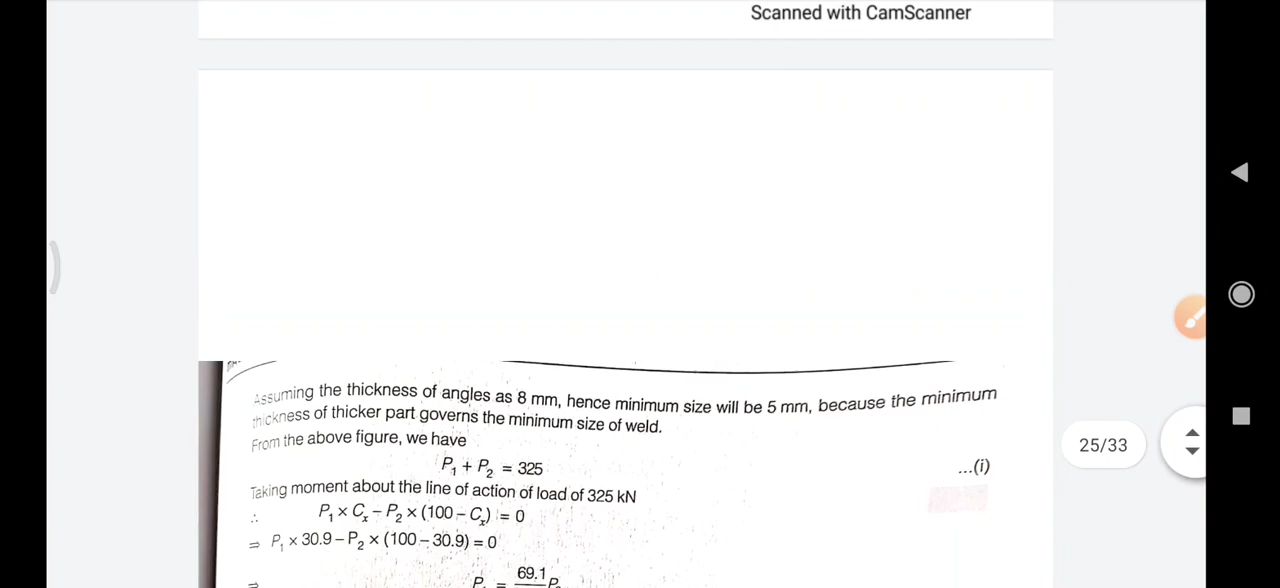 Scanned with CamScanner
Assuming the thickness of angles as 8 mm, hence minimum size will be 5 mm, because the minimum
thickness of thicker part governs the minimum size of weld.
From the above figure, we have
P₁ + P₂ = 325 ...(i)
Taking moment about the line of action of load of 325 kN
∴ P₁ × Cₓ – P₂ × (100 – Cₓ) = 0
⇒ P₁ × 30.9 – P₂ × (100 – 30.9) = 0
69.1
25/33